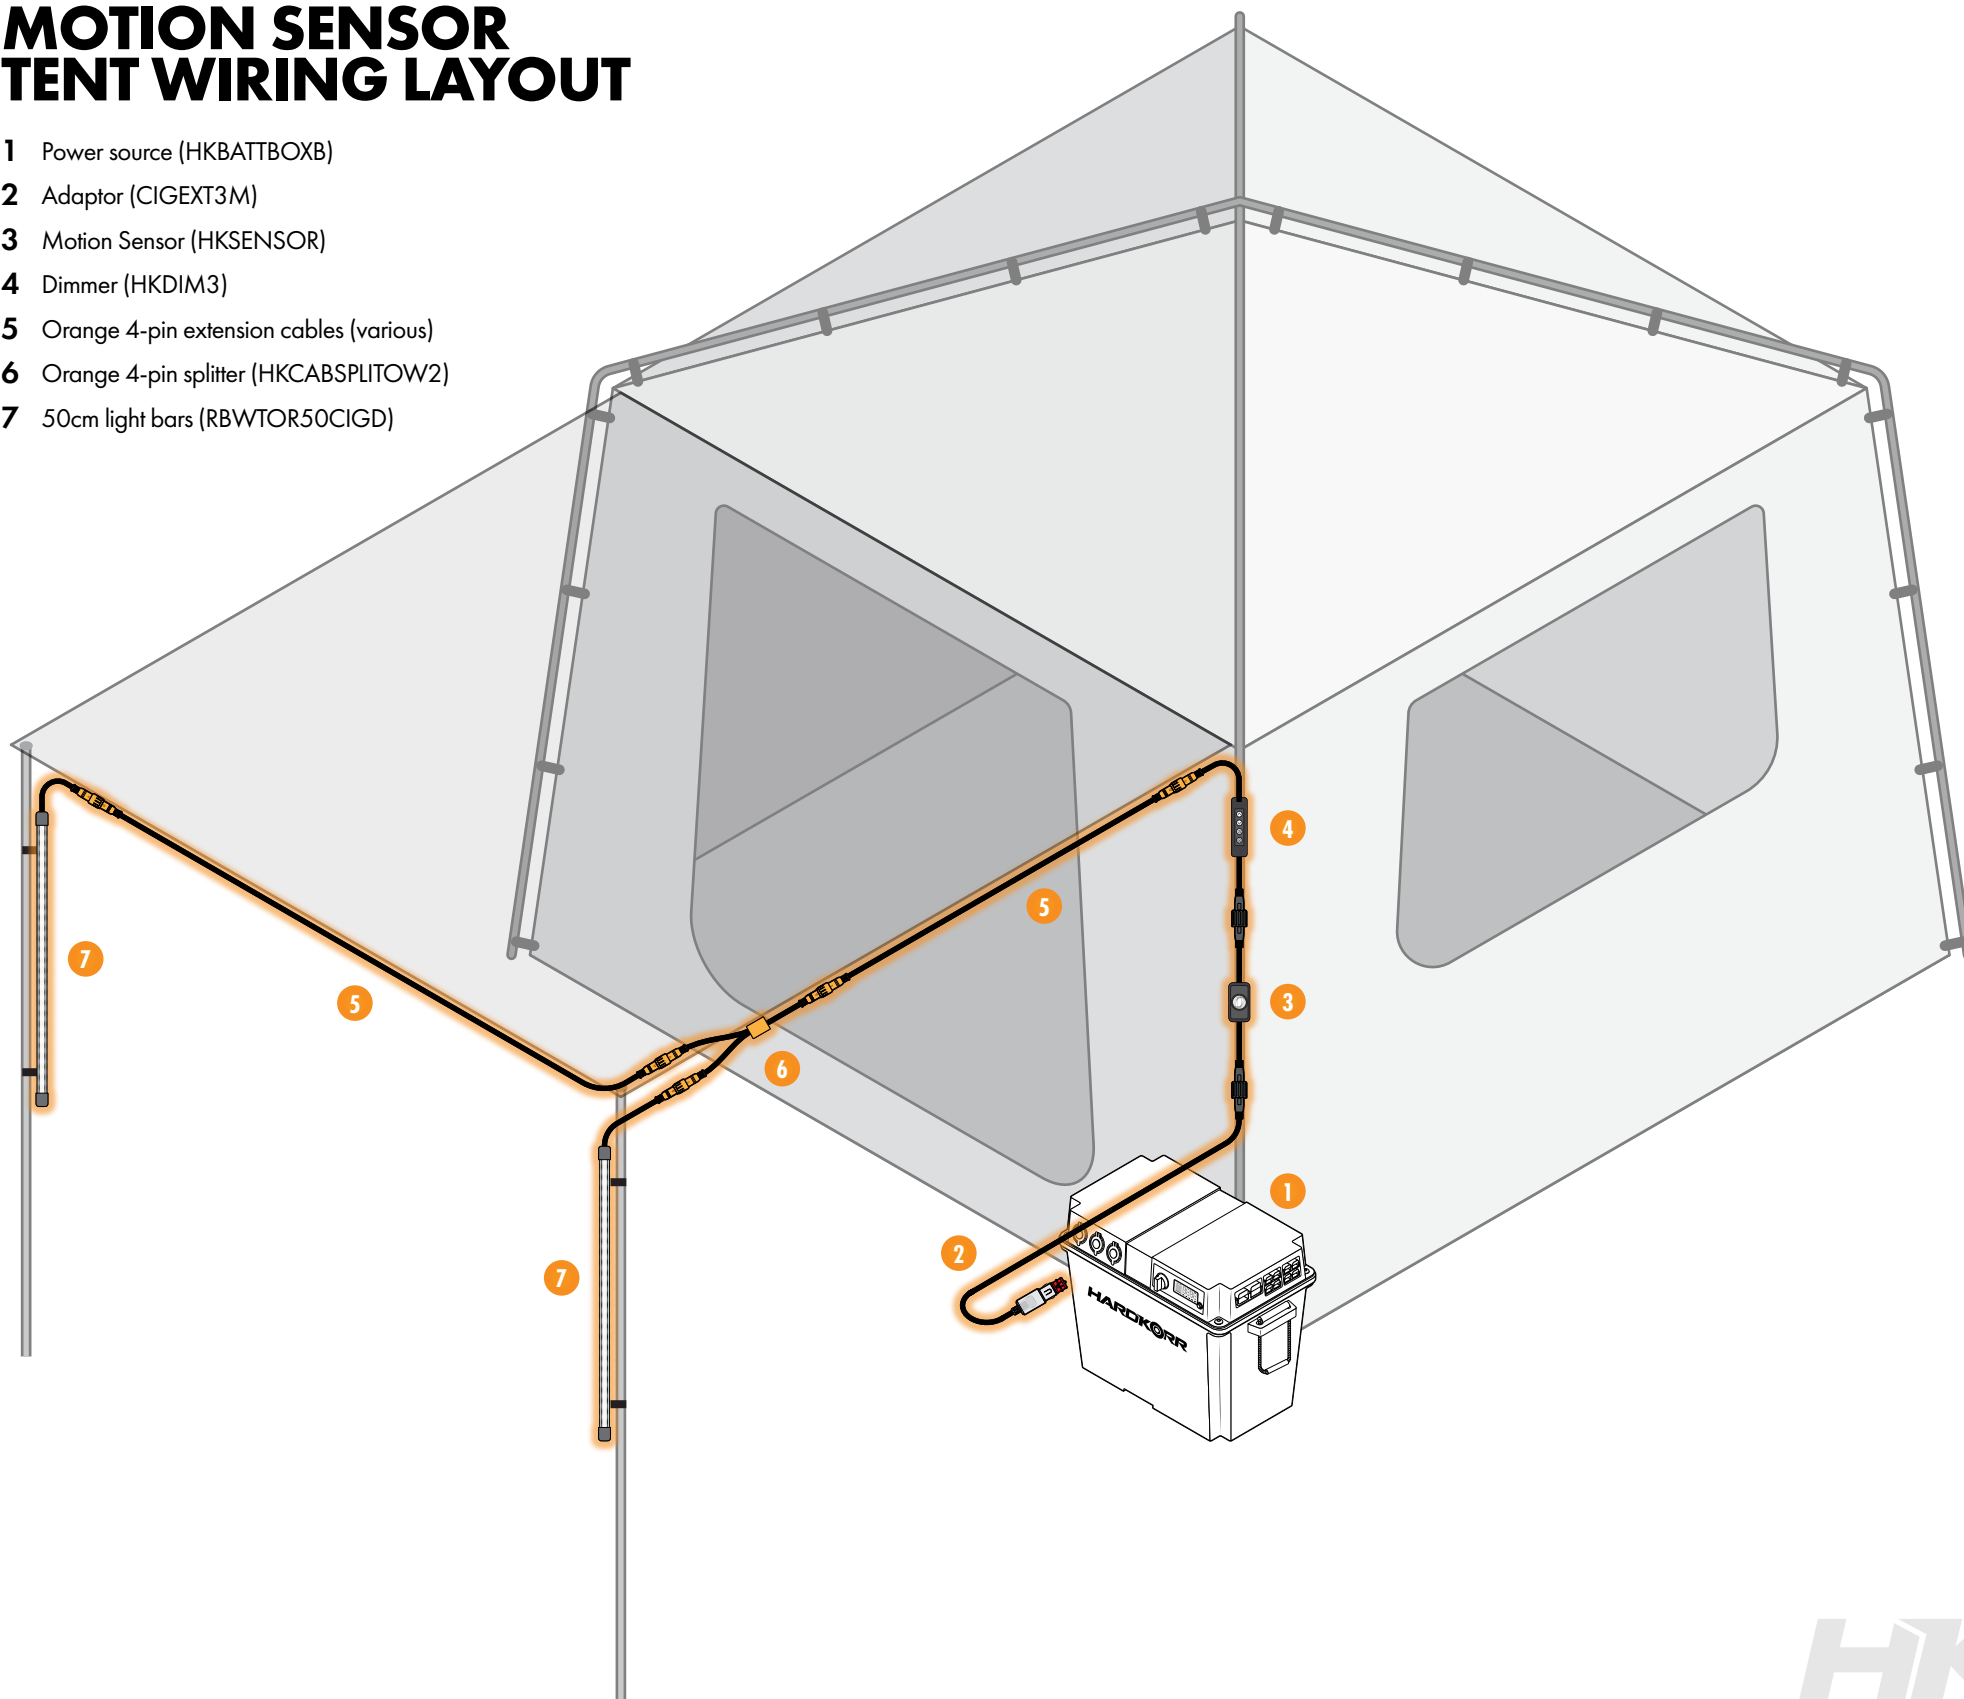 MOTION SENSOR
TENT WIRING LAYOUT
1 Power source (HKBATTBOXB)
2 Adaptor (CIGEXT3M)
3 Motion Sensor (HKSENSOR)
4 Dimmer (HKDIM3)
5 Orange 4-pin extension cables (various)
6 Orange 4-pin splitter (HKCABSPLITOW2)
7 50cm light bars (RBWTOR50CIGD)
4
5
7
5
3
6
1
2
7
HARDKORR
HK